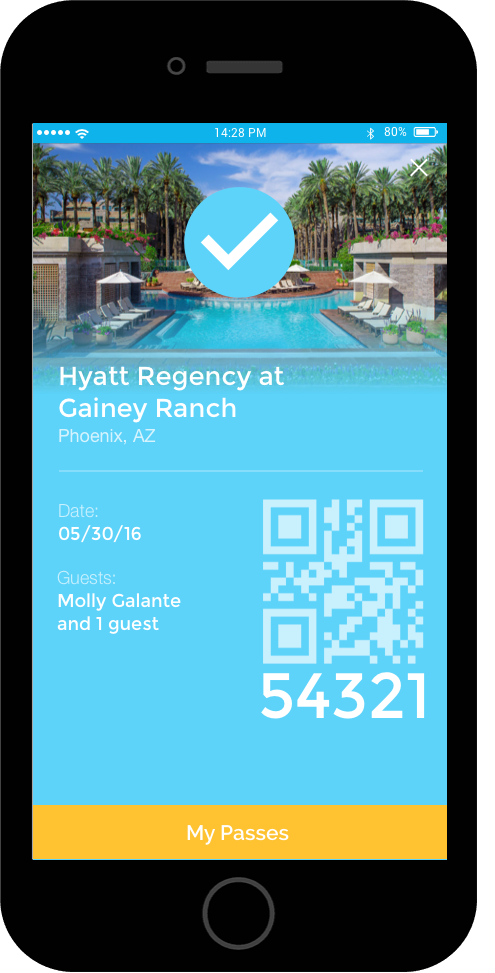 14:28 PM
80%
Hyatt Regency at
Gainey Ranch
Phoenix, AZ
Date:
05/30/16
Guests:
Molly Galante
and 1 guest
54321
My Passes